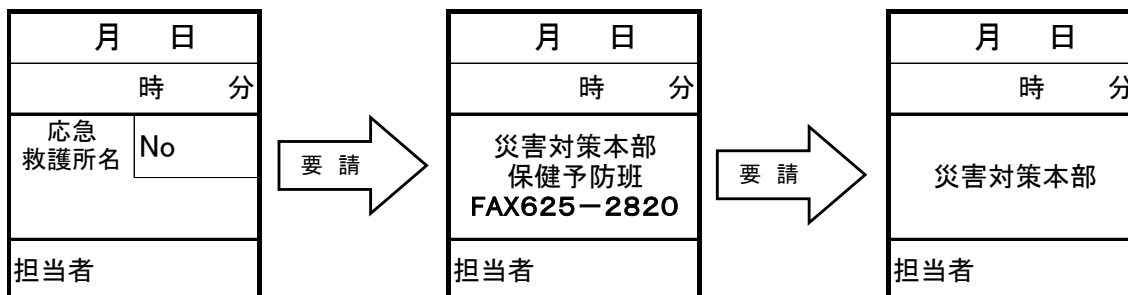 月 日
時 分
応急
救護所名
No
担当者
要 請
月 日
時 分
災害対策本部
保健予防班
FAX625－2820
担当者
要 請
月 日
時 分
災害対策本部
担当者